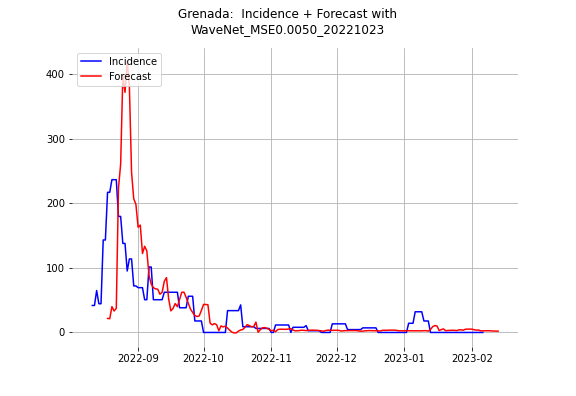 Grenada:  Incidence + Forecast with
WaveNet_MSE0.0050_20221023
Incidence
Forecast
400
300
200
100
0
2022-09
2022-10
2022-11
2022-12
2023-01
2023-02